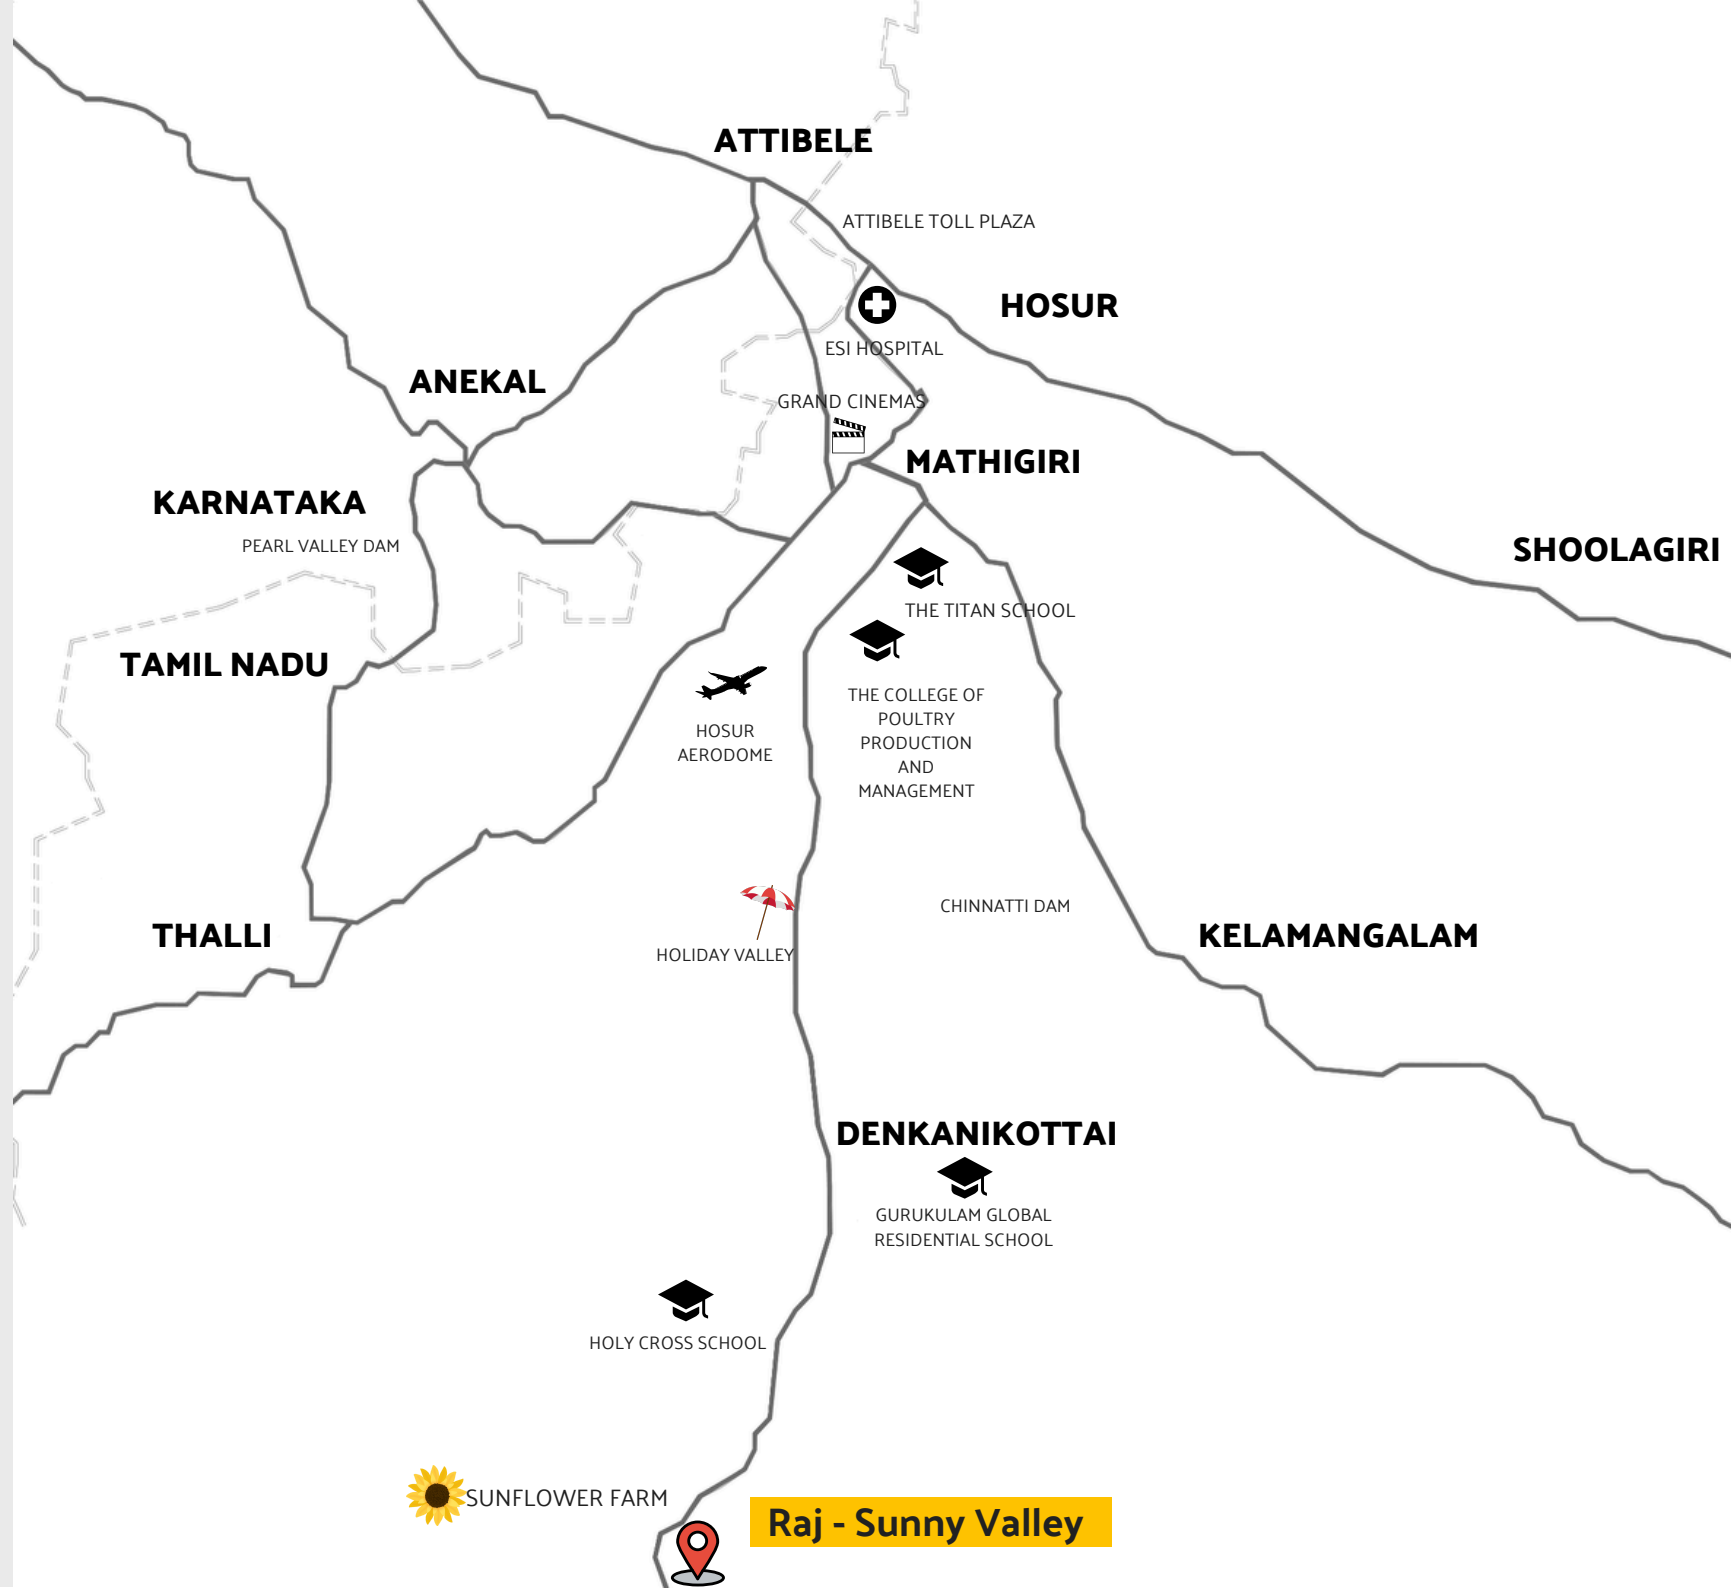 ATTIBELE
ATTIBELE TOLL PLAZA
HOSUR
ESI HOSPITAL
ANEKAL
GRAND CINEMAS
MATHIGIRI
KARNATAKA
PEARL VALLEY DAM
SHOOLAGIRI
THE TITAN SCHOOL
TAMIL NADU
THE COLLEGE OF
POULTRY
PRODUCTION
AND
MANAGEMENT
HOSUR
AERODOME
CHINNATTI DAM
THALLI
KELAMANGALAM
HOLIDAY VALLEY
DENKANIKOTTAI
GURUKULAM GLOBAL
RESIDENTIAL SCHOOL
HOLY CROSS SCHOOL
SUNFLOWER FARM
Raj - Sunny Valley